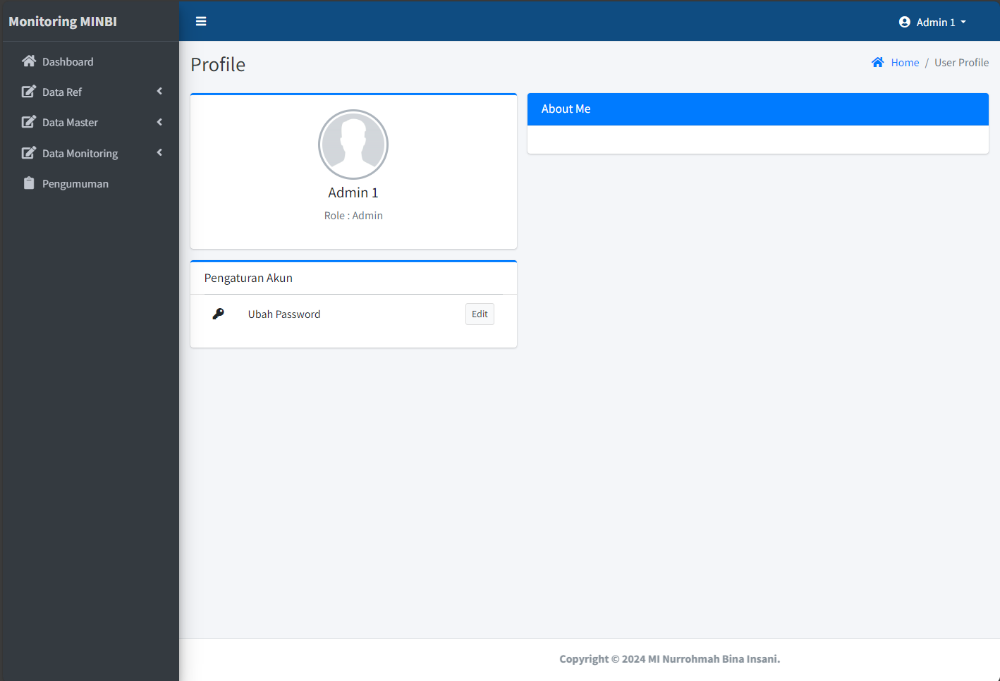 Monitoring MINBI
Admin 1
Dashboard
Data Ref
Data Master
Data Monitoring
Pengumuman
Profile
Home / User Profile
Admin 1
Role : Admin
About Me
Pengaturan Akun
Ubah Password
Edit
Copyright © 2024 MI Nurrohmah Bina Insani.